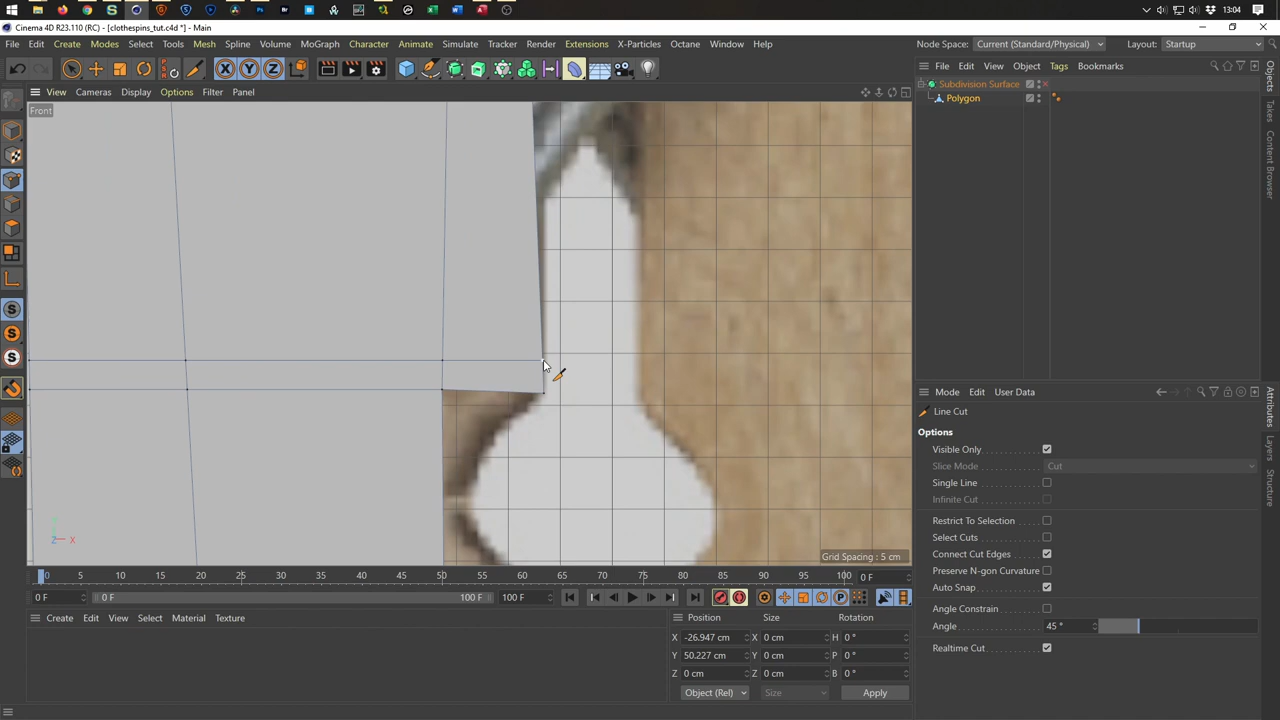 13:04
Cinema 4D R23.110 (RC) - [clothespins_tut.c4d *] - Main
File Edit Create Modes Select Tools Mesh Spline Volume MoGraph Character Animate Simulate Tracker Render Extensions X-Particles Octane Window Help
Node Space: Current (Standard/Physical) Layout: Startup
View Cameras Display Options Filter Panel
File Edit View Object Tags Bookmarks
Front
Subdivision Surface
Polygon
Objects
Takes
Content Browser
Mode Edit User Data
Line Cut
Options
Visible Only
Slice Mode Cut
Single Line
Infinite Cut
Restrict To Selection
Select Cuts
Connect Cut Edges
Preserve N-gon Curvature
Auto Snap
Angle Constrain
Angle 45 °
Realtime Cut
Attributes
Layers
Structure
Y
Z X
Grid Spacing : 5 cm
0 5 10 15 20 25 30 35 40 45 50 55 60 65 70 75 80 85 90 95 100 0 F
0 F 0 F 100 F 100 F
Create Edit View Select Material Texture
Position Size Rotation
X -26.947 cm X 0 cm H 0 °
Y 50.227 cm Y 0 cm P 0 °
Z 0 cm Z 0 cm B 0 °
Object (Rel) Size Apply